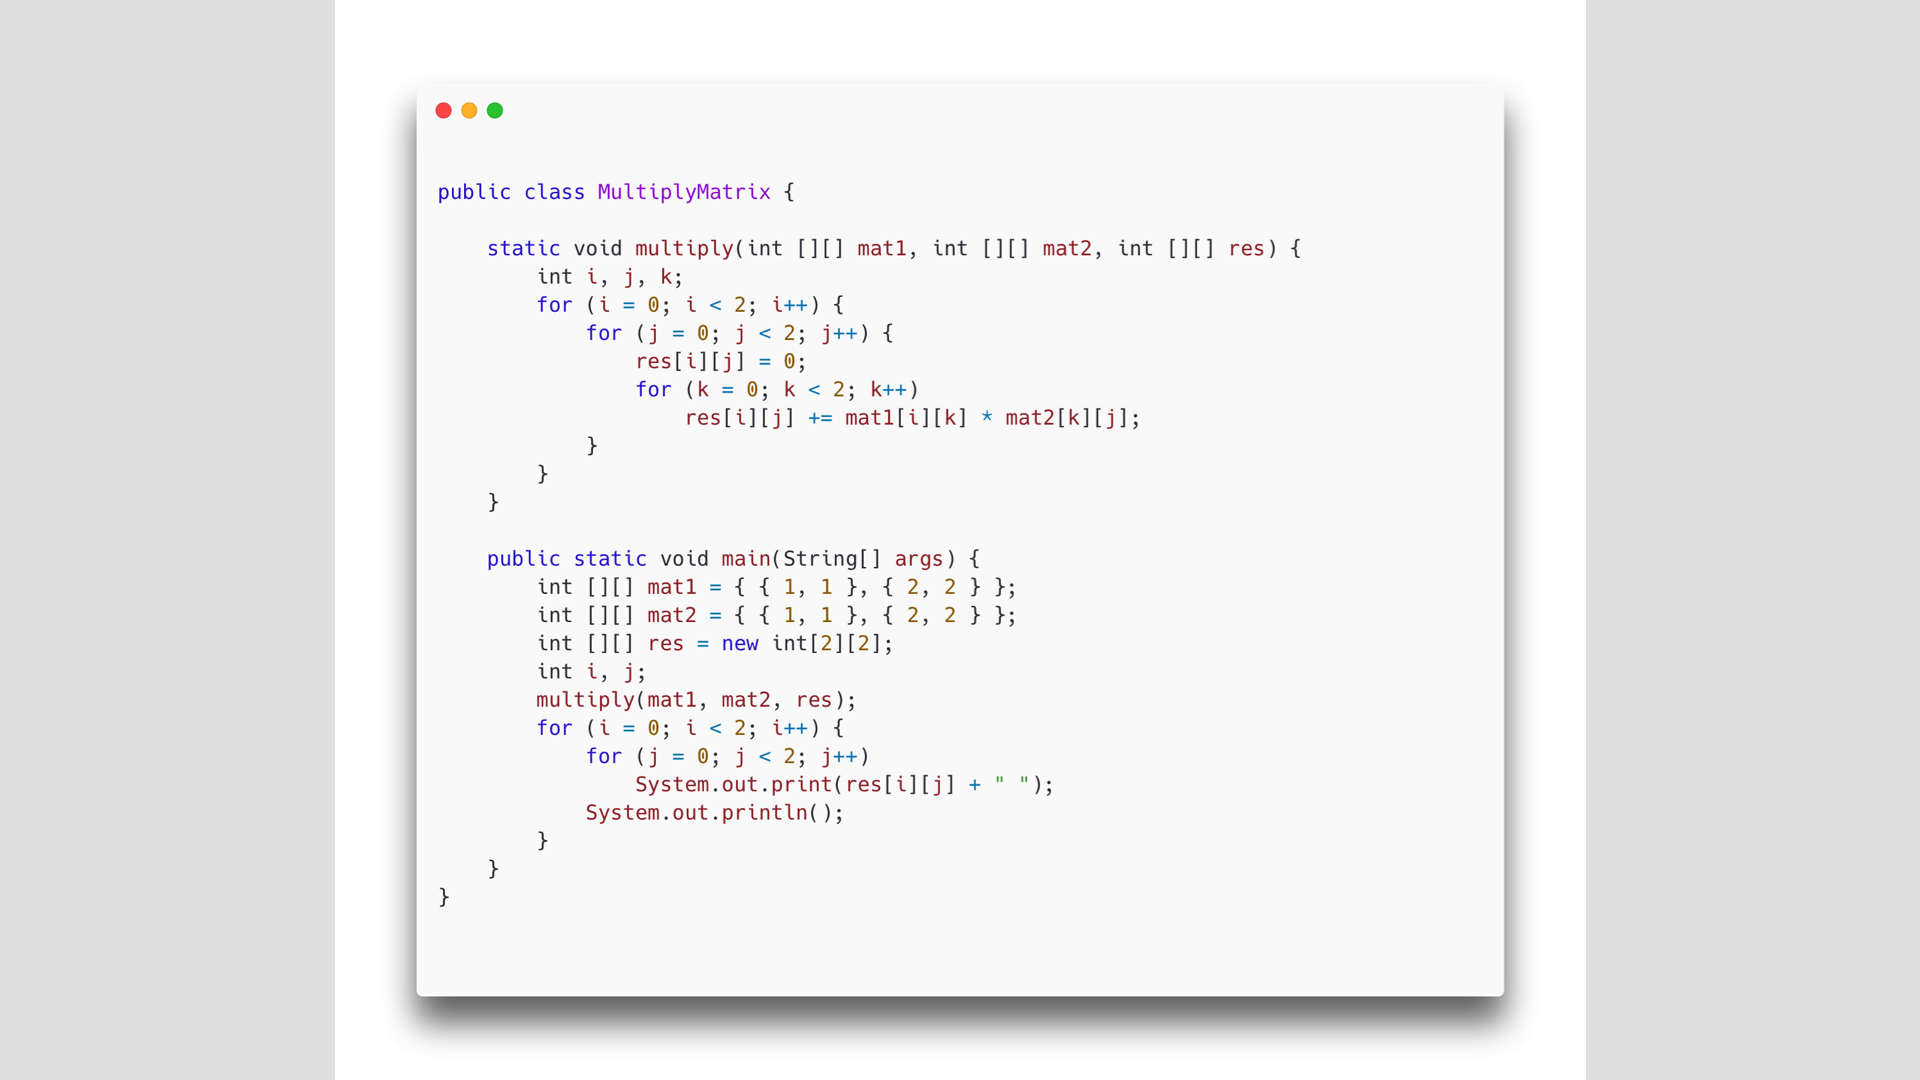 public class MultiplyMatrix {
    static void multiply(int [][] mat1, int [][] mat2, int [][] res) {
        int i, j, k;
        for (i = 0; i < 2; i++) {
            for (j = 0; j < 2; j++) {
                res[i][j] = 0;
                for (k = 0; k < 2; k++)
                    res[i][j] += mat1[i][k] * mat2[k][j];
            }
        }
    }
    public static void main(String[] args) {
        int [][] mat1 = { { 1, 1 }, { 2, 2 } };
        int [][] mat2 = { { 1, 1 }, { 2, 2 } };
        int [][] res = new int[2][2];
        int i, j;
        multiply(mat1, mat2, res);
        for (i = 0; i < 2; i++) {
            for (j = 0; j < 2; j++)
                System.out.print(res[i][j] + " ");
            System.out.println();
        }
    }
}